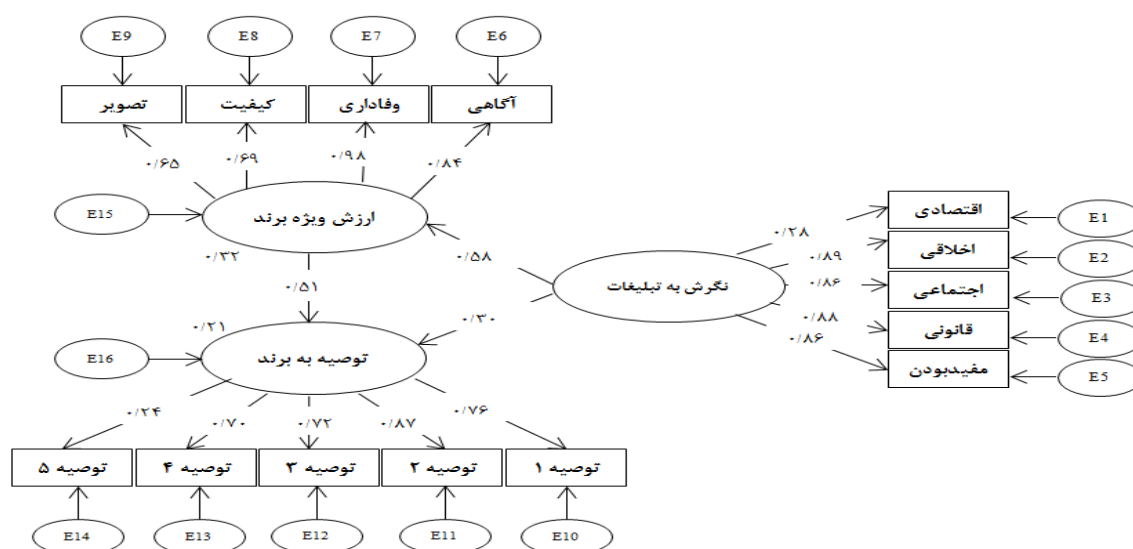 E9 E8 E7 E6
تصویر کیفیت وفاداری آگاهی
۰/۶۵ ۰/۶۹ ۰/۹۸ ۰/۸۴
E15
ارزش ویژه برند
۰/۳۲
۰/۵۸
۰/۵۱
نگرش به تبلیغات
۰/۲۸
اقتصادی
E1
۰/۸۹
اخلاقی
E2
۰/۸۶
اجتماعی
E3
۰/۸۸
قانونی
E4
۰/۸۶
مفیدبودن
E5
۰/۳۰
۰/۲۱
E16
توصیه به برند
۰/۲۴ ۰/۷۰ ۰/۷۲ ۰/۸۷ ۰/۷۶
توصیه ۵ توصیه ۴ توصیه ۳ توصیه ۲ توصیه ۱
E14 E13 E12 E11 E10